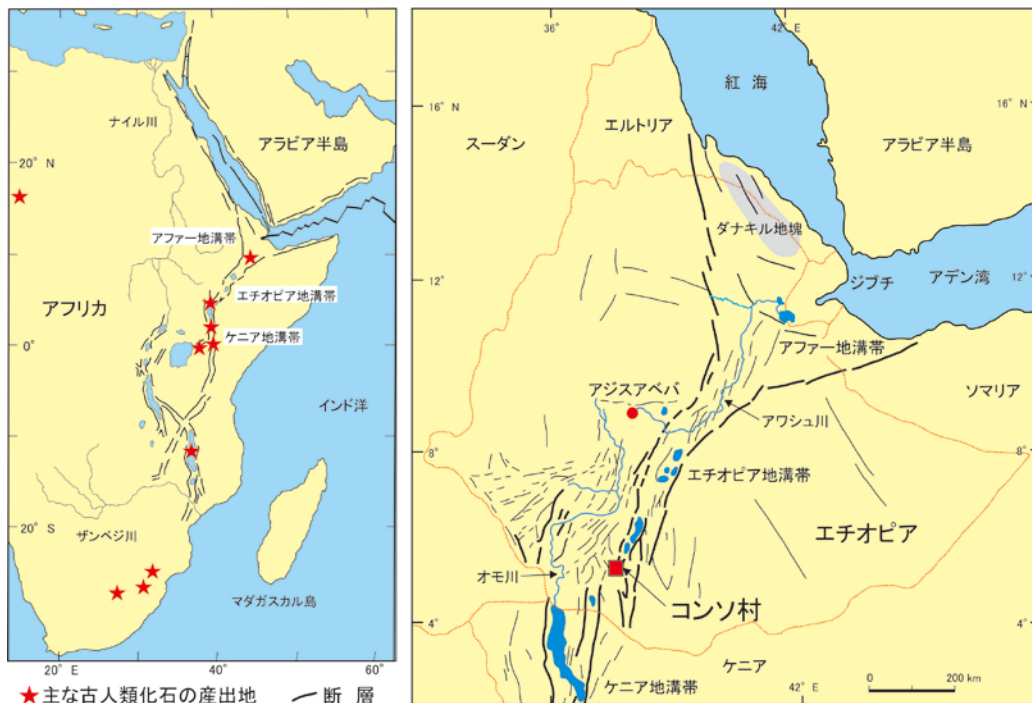 ナイル川
20° N
アラビア半島
アファー地溝帯
エチオピア地溝帯
アフリカ
ケニア地溝帯
0°
インド洋
20° S
ザンベジ川
マダガスカル島
20° E
40°
60°
★主な古人類化石の産出地
断 層
36°
42° E
紅 海
16° N
16° N
エルトリア
スーダン
アラビア半島
ダナキル地塊
12°
12°
ジブチ
アデン湾
アファー地溝帯
アジスアベバ
ソマリア
アワシュ川
8°
8°
エチオピア地溝帯
エチオピア
オモ川
コンソ村
4°
4°
ケニア
ケニア地溝帯
42° E
0
200 km